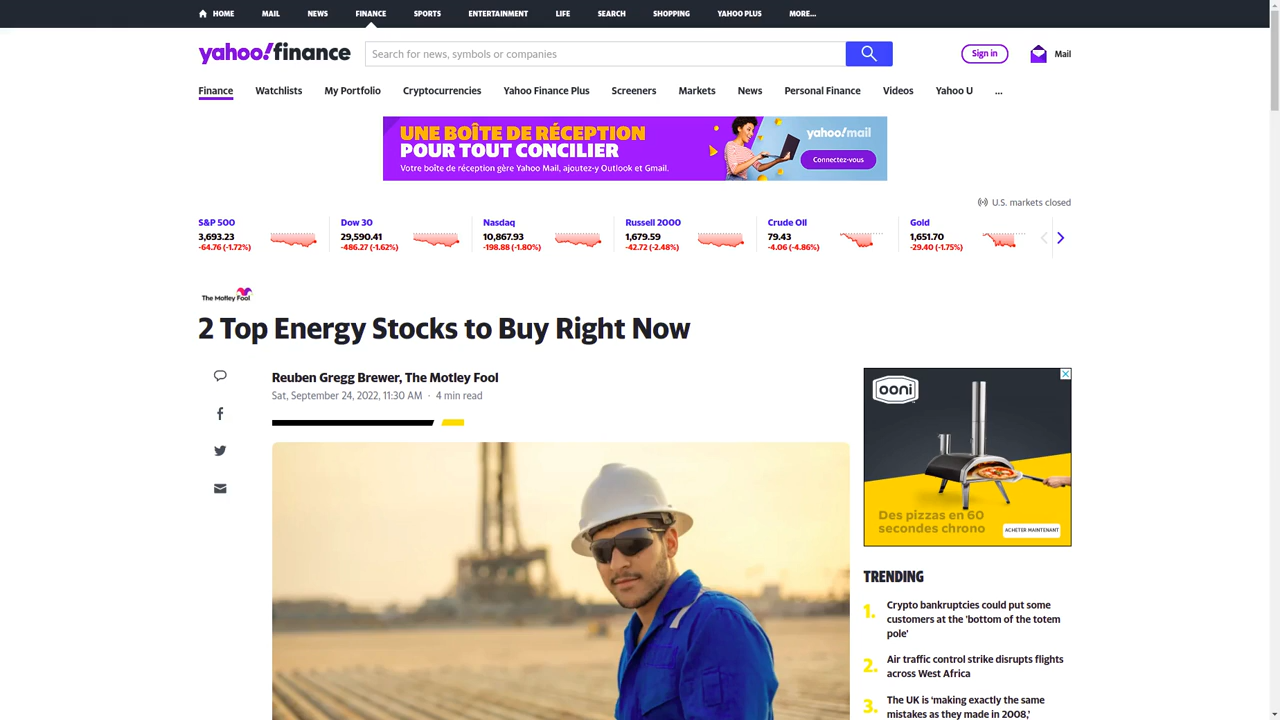 HOME
MAIL
NEWS
FINANCE
SPORTS
ENTERTAINMENT
LIFE
SEARCH
SHOPPING
YAHOO PLUS
MORE...
yahoo!finance
Search for news, symbols or companies
Sign in
Mail
Finance
Watchlists
My Portfolio
Cryptocurrencies
Yahoo Finance Plus
Screeners
Markets
News
Personal Finance
Videos
Yahoo U
...
UNE BOÎTE DE RÉCEPTION
POUR TOUT CONCILIER
Votre boîte de réception gère Yahoo Mail, ajoutez-y Outlook et Gmail.
yahoo!mail
Connectez-vous
U.S. markets closed
S&P 500
3,693.23
-64.76 (-1.72%)
Dow 30
29,590.41
-486.27 (-1.62%)
Nasdaq
10,867.93
-198.88 (-1.80%)
Russell 2000
1,679.59
-42.72 (-2.48%)
Crude Oil
79.43
-4.06 (-4.86%)
Gold
1,651.70
-29.40 (-1.75%)
The Motley Fool
2 Top Energy Stocks to Buy Right Now
Reuben Gregg Brewer, The Motley Fool
Sat, September 24, 2022, 11:30 AM · 4 min read
ooni
Des pizzas en 60
secondes chrono
ACHETER MAINTENANT
TRENDING
1. Crypto bankruptcies could put some
customers at the 'bottom of the totem
pole'
2. Air traffic control strike disrupts flights
across West Africa
3. The UK is ‘making exactly the same
mistakes as they made in 2008,’